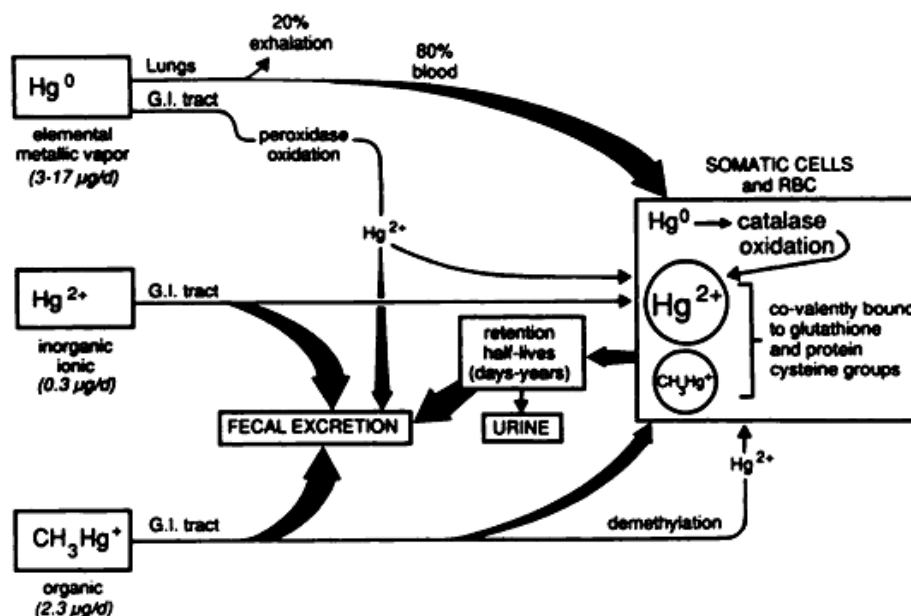 20%
exhalation
80%
blood
Lungs
Hg⁰
G.I. tract
elemental
metallic vapor
(3-17 µg/d)
peroxidase
oxidation
SOMATIC CELLS
and RBC
Hg⁰
catalase
oxidation
Hg²⁺
Hg²⁺
G.I. tract
inorganic
ionic
(0.3 µg/d)
Hg²⁺
co-valently bound
to glutathione
and protein
cysteine groups
CH₃Hg⁺
retention
half-lives
(days-years)
FECAL EXCRETION
URINE
Hg²⁺
CH₃Hg⁺
G.I. tract
demethylation
organic
(2.3 µg/d)